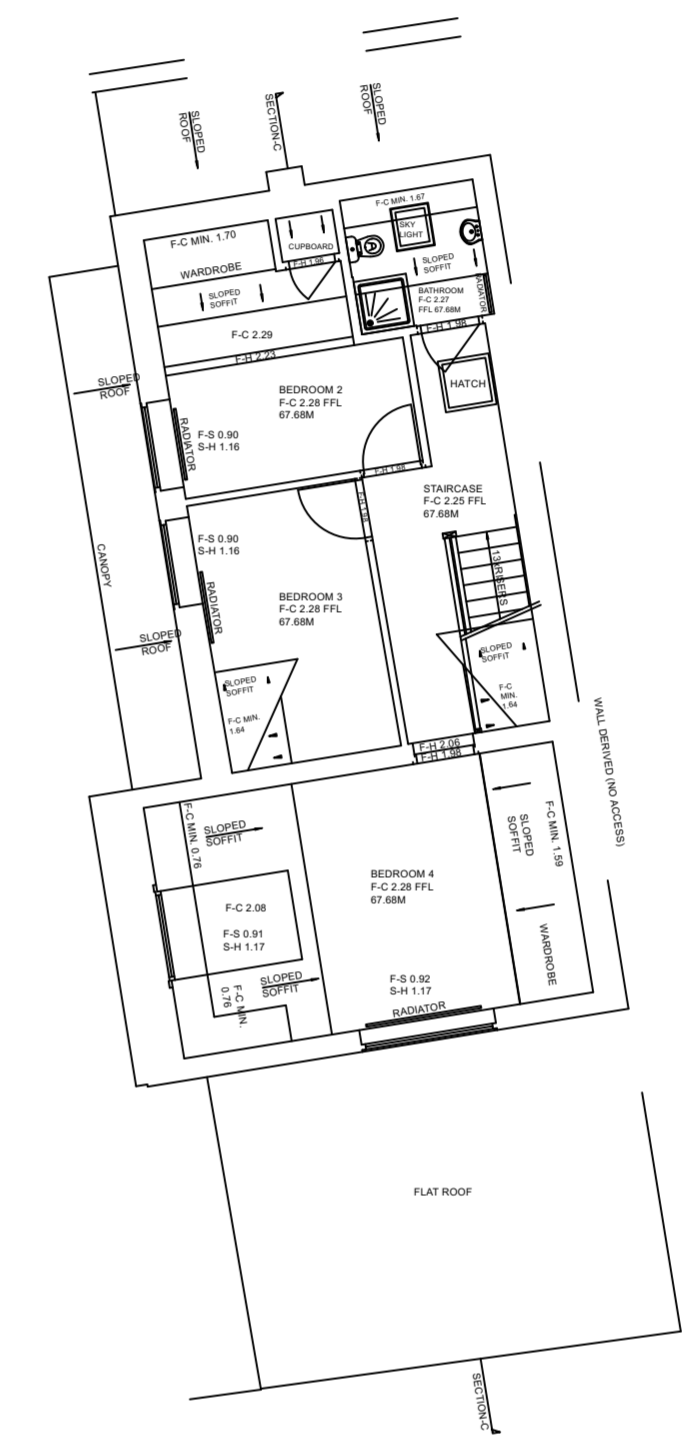 SECTION-C
SLOPED
ROOF
SLOPED
ROOF
F-C MIN. 1.67
SKY
LIGHT
F-C MIN. 1.70
CUPBOARD
F-H 1.98
WARDROBE
SLOPED
SOFFIT
SLOPED
SOFFIT
BATHROOM
F-C 2.27
FFL 67.68M
RADIATOR
F-H 1.98
F-C 2.29
F-H 2.23
HATCH
SLOPED
ROOF
BEDROOM 2
F-C 2.28 FFL
67.68M
RADIATOR
F-S 0.90
S-H 1.16
F-H 1.98
STAIRCASE
F-C 2.25 FFL
67.68M
F-H 1.98
F-S 0.90
S-H 1.16
CANOPY
13xRISERS
RADIATOR
BEDROOM 3
F-C 2.28 FFL
67.68M
SLOPED
ROOF
SLOPED
SOFFIT
F-C MIN.
1.64
SLOPED
SOFFIT
F-C
MIN.
1.64
WALL DERIVED (NO ACCESS)
F-H 2.06
F-H 1.98
F-C MIN. 0.76
SLOPED
SOFFIT
SLOPED
SOFFIT
F-C MIN. 1.59
BEDROOM 4
F-C 2.28 FFL
67.68M
F-C 2.08
F-S 0.91
S-H 1.17
WARDROBE
SLOPED
SOFFIT
F-C MIN.
0.76
F-S 0.92
S-H 1.17
RADIATOR
FLAT ROOF
SECTION-C